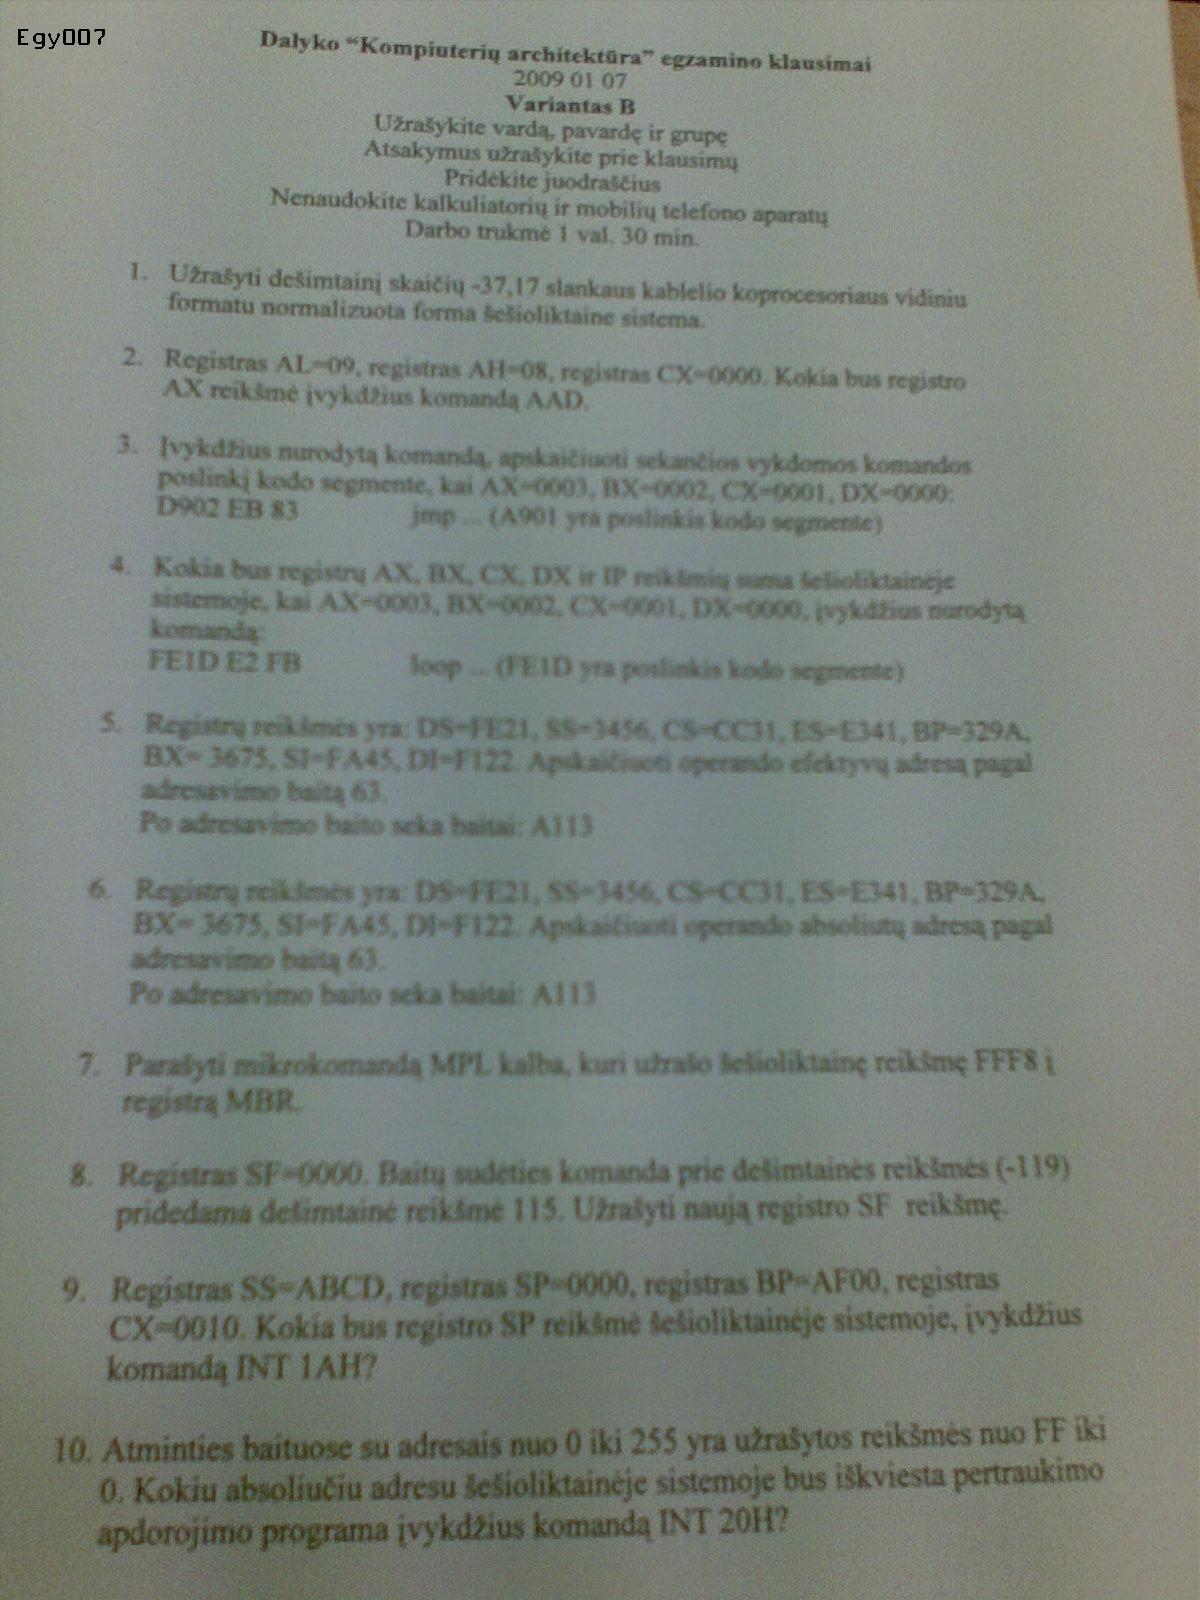 Egy007
Dalyko “Kompiuterių architektūra” egzamino klausimai
2009 01 07
Variantas B
Užrašykite vardą, pavardę ir grupę
Atsakymus užrašykite prie klausimų
Pridėkite juodraščius
Nenaudokite kalkuliatorių ir mobilių telefono aparatų
Darbo trukmė 1 val. 30 min.
1. Užrašyti dešimtainį skaičių -37,17 slankaus kablelio koprocesoriaus vidiniu
formatu normalizuota forma šešioliktaine sistema.
2. Registras AL=09, registras AH=08, registras CX=0000. Kokia bus registro
AX reikšmė įvykdžius komandą AAD.
3. Įvykdžius nurodytą komandą, apskaičiuoti sekančios vykdomos komandos
poslinkį kodo segmente, kai AX=0003, BX=0002, CX=0001, DX=0000:
D902 EB 83 jmp ... (A901 yra poslinkis kodo segmente)
4. Kokia bus registrų AX, BX, CX, DX ir IP reikšmių suma šešioliktainėje
sistemoje, kai AX=0003, BX=0002, CX=0001, DX=0000, įvykdžius nurodytą
komandą:
FE1D E2 FB loop ... (FE1D yra poslinkis kodo segmente)
5. Registrų reikšmės yra: DS=FE21, SS=3456, CS=CC31, ES=E341, BP=329A,
BX= 3675, SI=FA45, DI=F122. Apskaičiuoti operando efektyvų adresą pagal
adresavimo baitą 63.
Po adresavimo baito seka baitai: A113
6. Registrų reikšmės yra: DS=FE21, SS=3456, CS=CC31, ES=E341, BP=329A,
BX= 3675, SI=FA45, DI=F122. Apskaičiuoti operando absoliutų adresą pagal
adresavimo baitą 63.
Po adresavimo baito seka baitai: A113
7. Parašyti mikrokomandą MPL kalba, kuri užrašo šešioliktainę reikšmę FFF8 į
registrą MBR.
8. Registras SF=0000. Baitų sudėties komanda prie dešimtainės reikšmės (-119)
pridedama dešimtainė reikšmė 115. Užrašyti naują registro SF reikšmę.
9. Registras SS=ABCD, registras SP=0000, registras BP=AF00, registras
CX=0010. Kokia bus registro SP reikšmė šešioliktainėje sistemoje, įvykdžius
komandą INT 1AH?
10. Atminties baituose su adresais nuo 0 iki 255 yra užrašytos reikšmės nuo FF iki
0. Kokiu absoliučiu adresu šešioliktainėje sistemoje bus iškviesta pertraukimo
apdorojimo programa įvykdžius komandą INT 20H?